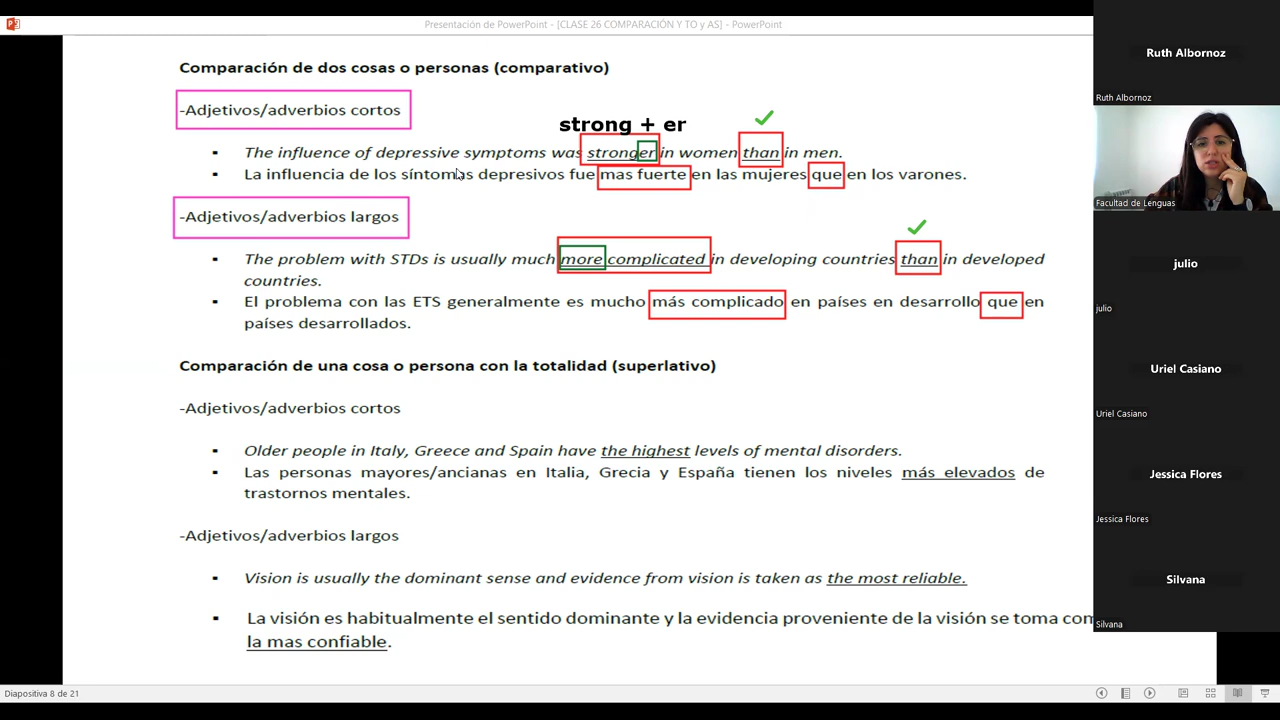 Presentación de PowerPoint - [CLASE 26 COMPARACIÓN Y TO y AS] - PowerPoint
Comparación de dos cosas o personas (comparativo)
-Adjetivos/adverbios cortos
strong + er
The influence of depressive symptoms was stronger in women than in men.
La influencia de los síntomas depresivos fue mas fuerte en las mujeres que en los varones.
-Adjetivos/adverbios largos
The problem with STDs is usually much more complicated in developing countries than in developed
countries.
El problema con las ETS generalmente es mucho más complicado en países en desarrollo que en
países desarrollados.
Comparación de una cosa o persona con la totalidad (superlativo)
-Adjetivos/adverbios cortos
Older people in Italy, Greece and Spain have the highest levels of mental disorders.
Las personas mayores/ancianas en Italia, Grecia y España tienen los niveles más elevados de
trastornos mentales.
-Adjetivos/adverbios largos
Vision is usually the dominant sense and evidence from vision is taken as the most reliable.
La visión es habitualmente el sentido dominante y la evidencia proveniente de la visión se toma com
la mas confiable.
Diapositiva 8 de 21
Ruth Albornoz
Ruth Albornoz
Facultad de Lenguas
julio
julio
Uriel Casiano
Uriel Casiano
Jessica Flores
Jessica Flores
Silvana
Silvana